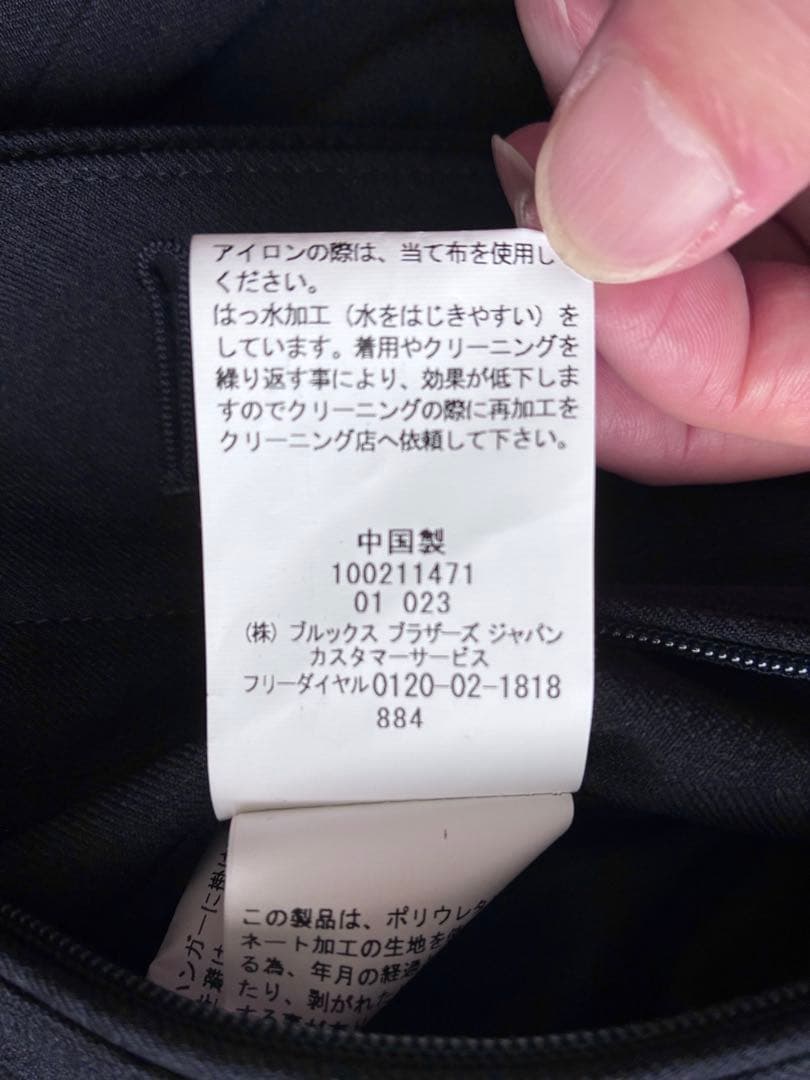 アイロンの際は、当て布を使用し
ください。
はっ水加工（水をはじきやすい）を
しています。着用やクリーニングを
繰り返す事により、効果が低下しま
すのでクリーニングの際に再加工を
クリーニング店へ依頼して下さい。
中国製
100211471
01 023
（株）ブルックス ブラザーズ ジャパン
カスタマーサービス
フリーダイヤル0120-02-1818
884
この製品は、ポリウレタ
ネート加工の生地を
る為、年月の経過
たり、剥がれた
ハンガーに掛け